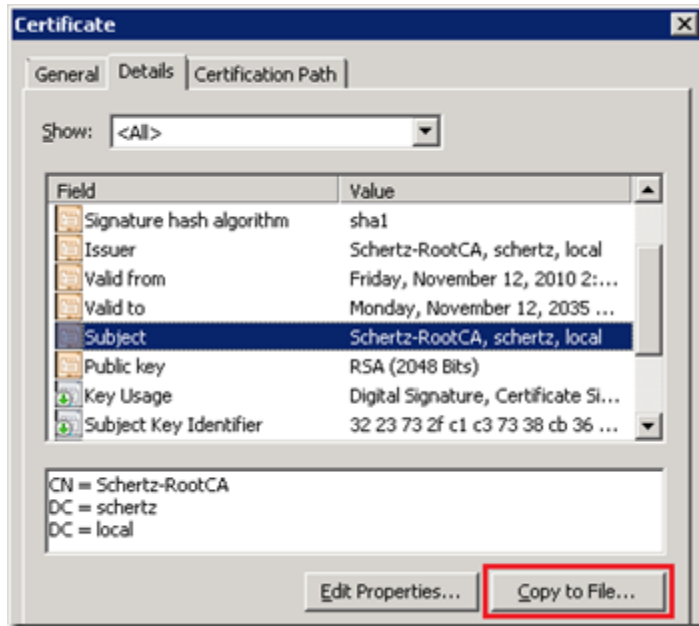 Certificate
General Details Certification Path
Show: <All>
Field Value
Signature hash algorithm sha1
Issuer Schertz-RootCA, schertz, local
Valid from Friday, November 12, 2010 2:...
Valid to Monday, November 12, 2035 ...
Subject Schertz-RootCA, schertz, local
Public key RSA (2048 Bits)
Key Usage Digital Signature, Certificate Si...
Subject Key Identifier 32 23 73 2f c1 c3 73 38 cb 36 ...
CN = Schertz-RootCA
DC = schertz
DC = local
Edit Properties... Copy to File...